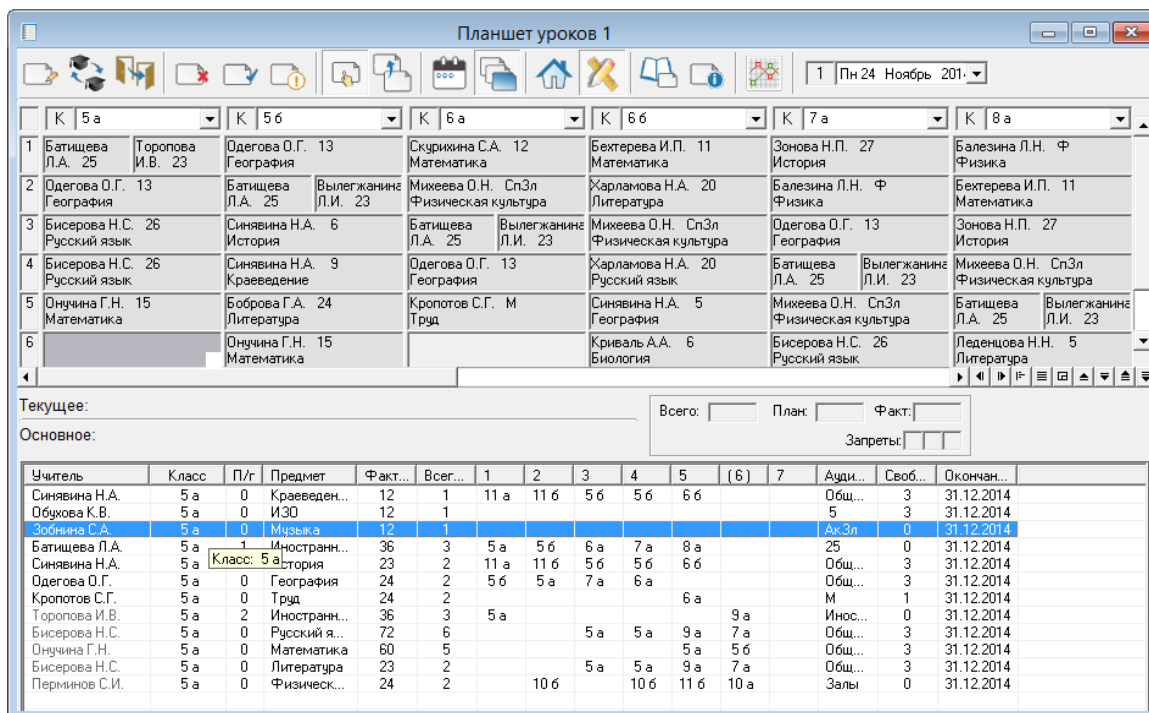 Планшет уроков 1
1 Пн 24 Ноябрь 201
К 5 а К 5 б К 6 а К 6 б К 7 а К 8 а
1 Батищева Л.А. 25 Торопова И.В. 23 Одегова О.Г. 13 География Скурихина С.А. 12 Математика Бехтерева И.П. 11 Математика Зонова Н.П. 27 История Балезина Л.Н. Ф Физика
2 Одегова О.Г. 13 География Батищева Л.А. 25 Вылегжанина Л.И. 23 Михеева О.Н. СпЗл Физическая культура Харламова Н.А. 20 Литература Балезина Л.Н. Ф Физика Бехтерева И.П. 11 Математика
3 Бисерова Н.С. 26 Русский язык Синявина Н.А. 6 История Батищева Л.А. 25 Вылегжанина Л.И. 23 Михеева О.Н. СпЗл Физическая культура Одегова О.Г. 13 География Зонова Н.П. 27 История
4 Бисерова Н.С. 26 Русский язык Синявина Н.А. 9 Краеведение Одегова О.Г. 13 География Харламова Н.А. 20 Русский язык Батищева Л.А. 25 Вылегжанина Л.И. 23 Михеева О.Н. СпЗл Физическая культура
5 Онучина Г.Н. 15 Математика Боброва Г.А. 24 Литература Кропотов С.Г. М Труд Синявина Н.А. 5 География Михеева О.Н. СпЗл Физическая культура Батищева Л.А. 25 Вылегжанина Л.И. 23
6 Онучина Г.Н. 15 Математика Криваль А.А. 6 Биология Бисерова Н.С. 26 Русский язык Леденцова Н.Н. 5 Литература
Текущее:
Всего: План: Факт:
Основное:
Запреты:
Учитель Класс П/г Предмет Факт... Всег... 1 2 3 4 5 (6) 7 Ауди... Своб... Окончан...
Синявина Н.А. 5 а 0 Краеведен... 12 1 11 а 11 б 5 б 5 б 6 б Общ... 3 31.12.2014
Обухова К.В. 5 а 0 ИЗО 12 1 5 3 31.12.2014
Зобнина С.А. 5 а 0 Музыка 12 1 АкЗл 0 31.12.2014
Батищева Л.А. 5 а 1 Иностранн... 36 3 5 а 5 б 6 а 7 а 8 а 25 0 31.12.2014
Класс: 5 а
Синявина Н.А. 5 а стория 23 2 11 а 11 б 5 б 5 б 6 б Общ... 3 31.12.2014
Одегова О.Г. 5 а 0 География 24 2 5 б 5 а 7 а 6 а Общ... 3 31.12.2014
Кропотов С.Г. 5 а 0 Труд 24 2 6 а М 1 31.12.2014
Торопова И.В. 5 а 2 Иностранн... 36 3 5 а 9 а Инос... 0 31.12.2014
Бисерова Н.С. 5 а 0 Русский я... 72 6 5 а 5 а 9 а 7 а Общ... 3 31.12.2014
Онучина Г.Н. 5 а 0 Математика 60 5 5 а 5 б Общ... 3 31.12.2014
Бисерова Н.С. 5 а 0 Литература 23 2 5 а 5 а 9 а 7 а Общ... 3 31.12.2014
Перминов С.И. 5 а 0 Физическ... 24 2 10 б 10 б 11 б 10 а Залы 0 31.12.2014